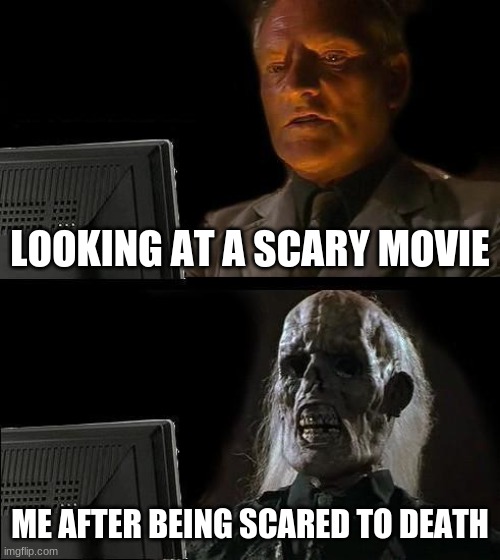 LOOKING AT A SCARY MOVIE
ME AFTER BEING SCARED TO DEATH
imgflip.com